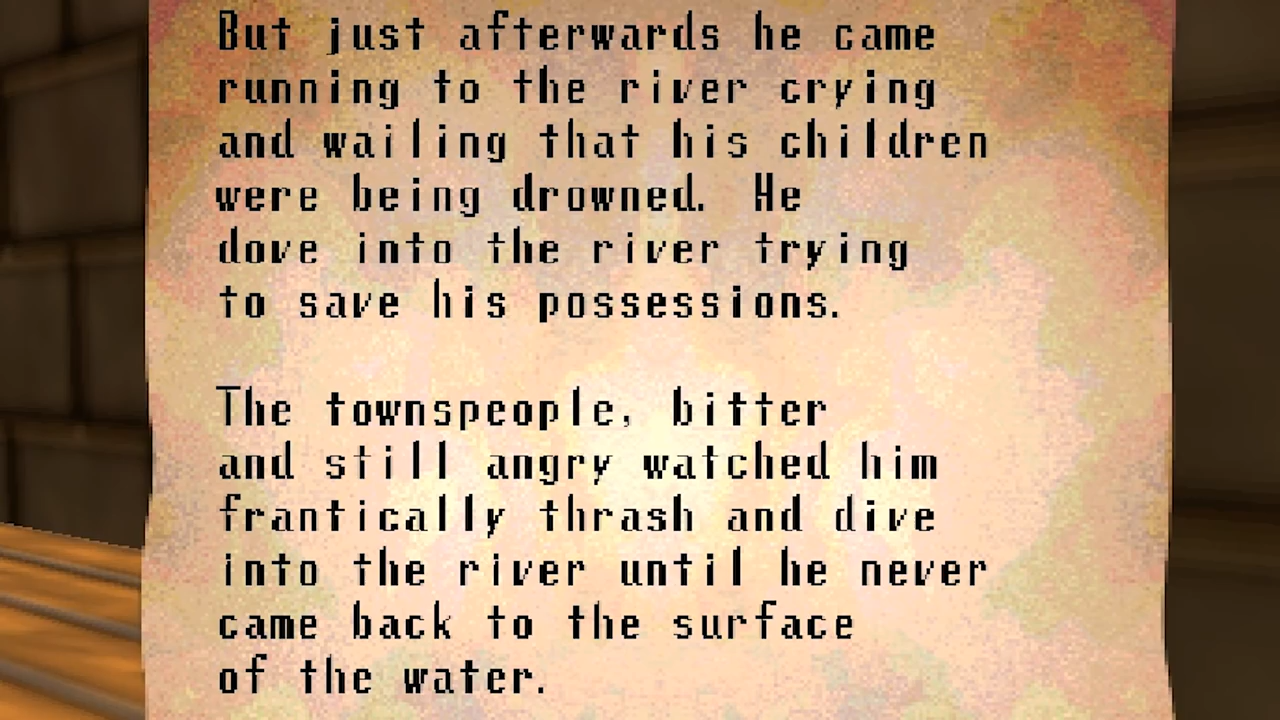 But just afterwards he came
running to the river crying
and wailing that his children
were being drowned.  He
dove into the river trying
to save his possessions.

The townspeople, bitter
and still angry watched him
frantically thrash and dive
into the river until he never
came back to the surface
of the water.